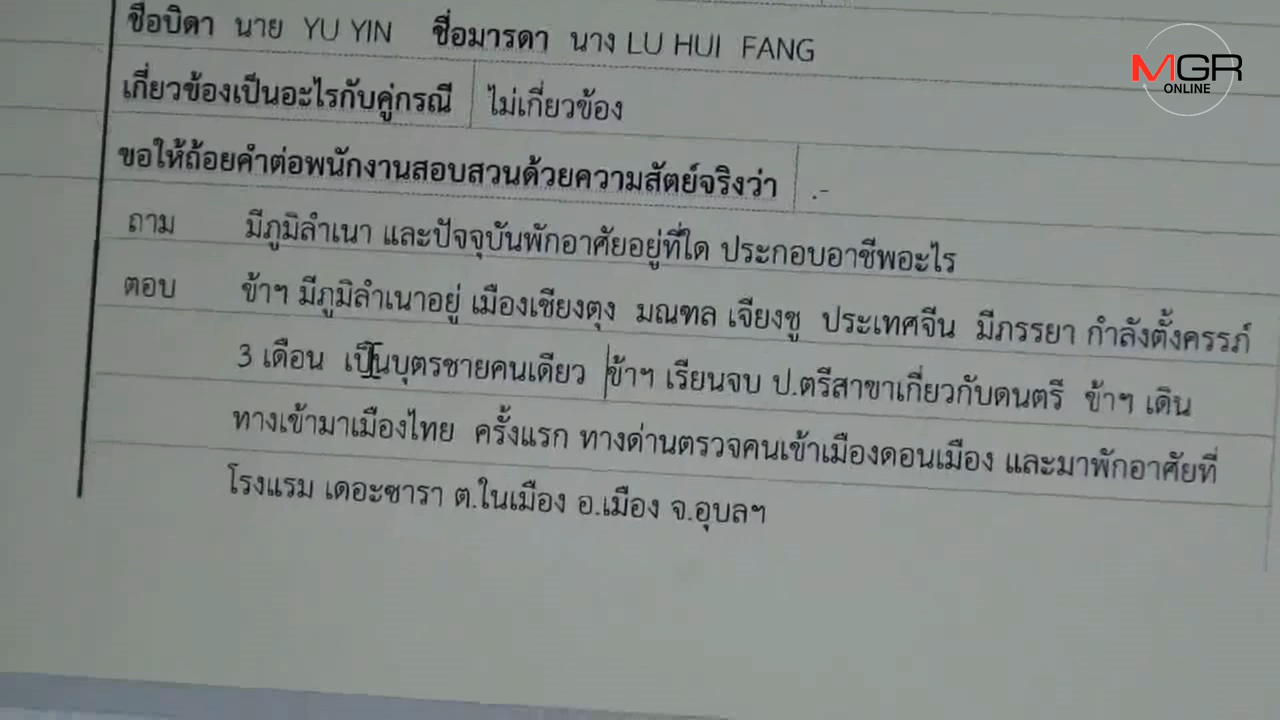 ชื่อบิดา นาย YU YIN ชื่อมารดา นาง LU HUI FANG
MGR
ONLINE
เกี่ยวข้องเป็นอะไรกับคู่กรณี ไม่เกี่ยวข้อง
ขอให้ถ้อยคำต่อพนักงานสอบสวนด้วยความสัตย์จริงว่า .-
ถาม มีภูมิลำเนา และปัจจุบันพักอาศัยอยู่ที่ใด ประกอบอาชีพอะไร
ตอบ ข้าฯ มีภูมิลำเนาอยู่ เมืองเชียงตุง มณฑล เจียงซู ประเทศจีน มีภรรยา กำลังตั้งครรภ์
3 เดือน เป็นบุตรชายคนเดียว ข้าฯ เรียนจบ ป.ตรีสาขาเกี่ยวกับดนตรี ข้าฯ เดิน
ทางเข้ามาเมืองไทย ครั้งแรก ทางด่านตรวจคนเข้าเมืองดอนเมือง และมาพักอาศัยที่
โรงแรม เดอะซารา ต.ในเมือง อ.เมือง จ.อุบลฯ